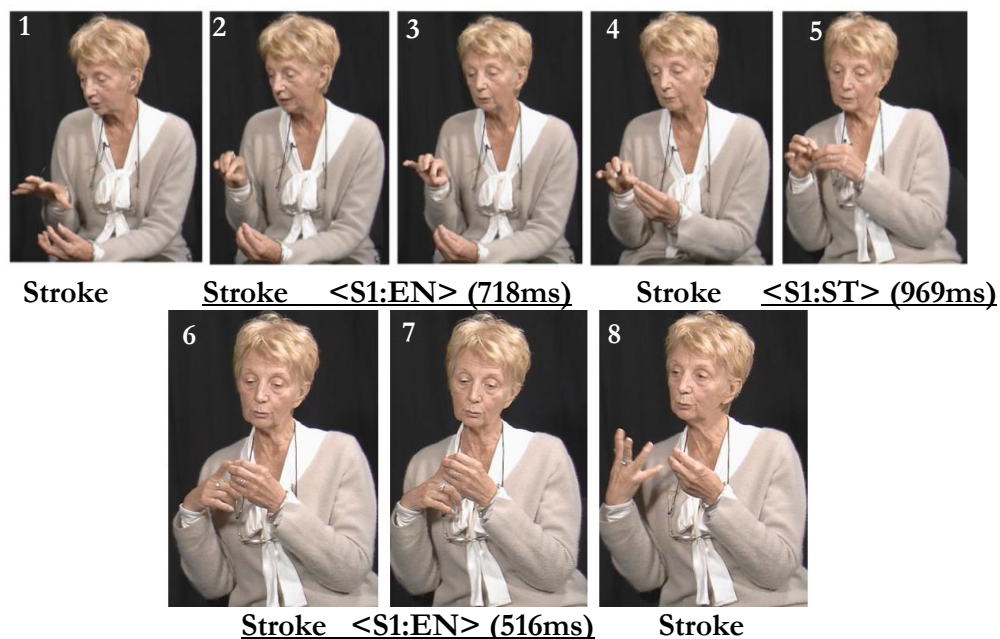 1 2 3 4 5
Stroke Stroke <S1:EN> (718ms) Stroke <S1:ST> (969ms)
6 7 8
Stroke <S1:EN> (516ms) Stroke